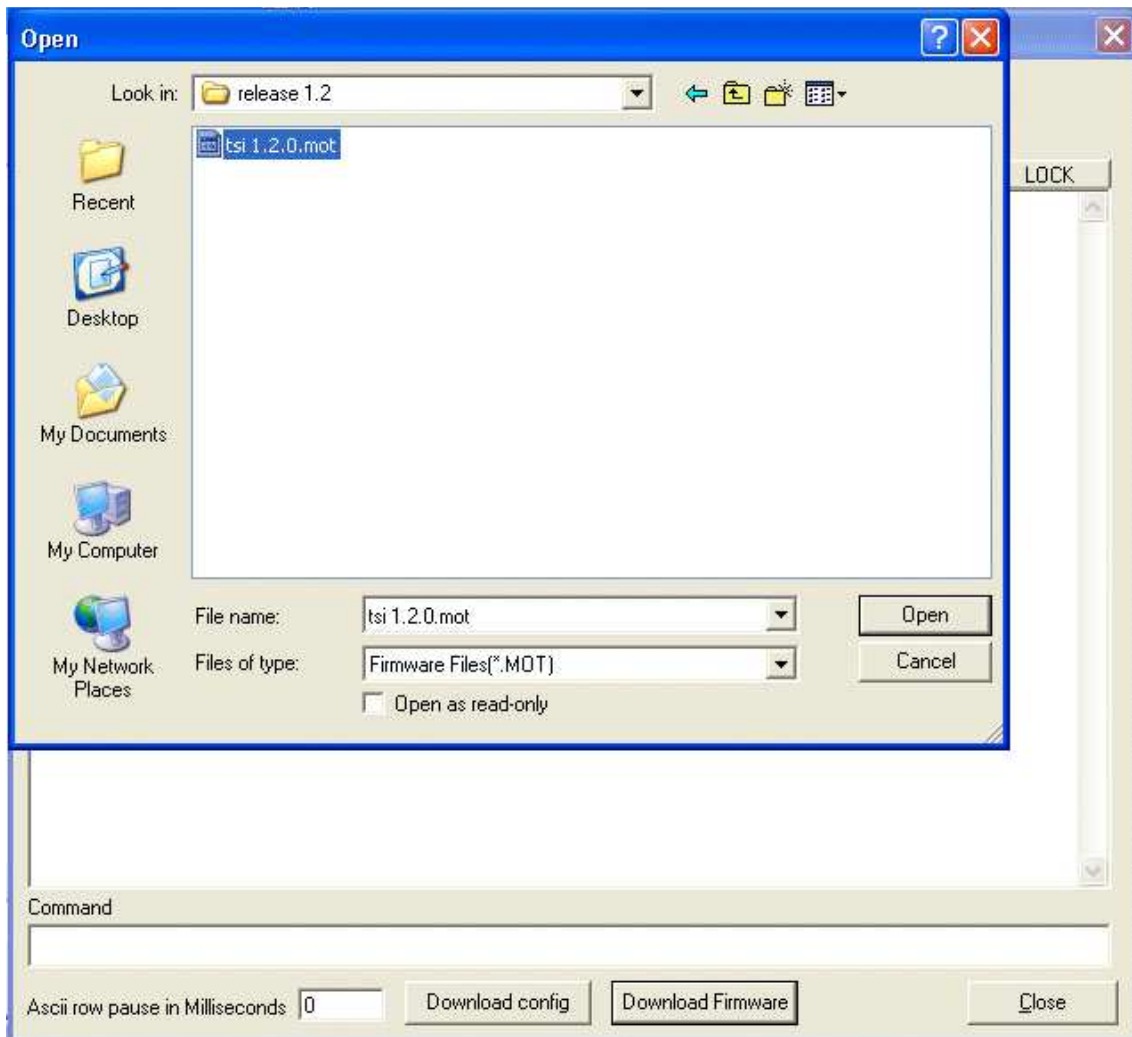 Open
Look in: release 1.2
tsi 1.2.0.mot
Recent
Desktop
My Documents
My Computer
My Network
Places
File name: tsi 1.2.0.mot
Open
Files of type: Firmware Files(*.MOT)
Cancel
Open as read-only
LOCK
Command
Ascii row pause in Milliseconds 0 Download config Download Firmware Close